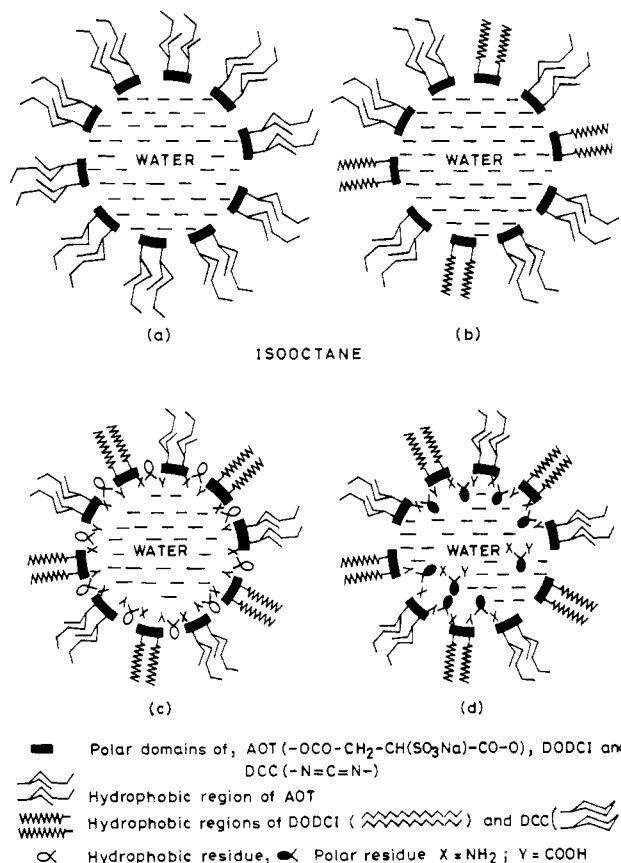 WATER
WATER
(a)
(b)
ISOOCTANE
WATER
WATER
X
Y
(c)
(d)
Polar domains of, AOT (-OCO-CH2-CH(SO3Na)-CO-O), DODCI and
DCC(-N=C=N-)
Hydrophobic region of AOT
Hydrophobic regions of DODCI ( ) and DCC(
Hydrophobic residue, Polar residue X = NH2 ; Y = COOH